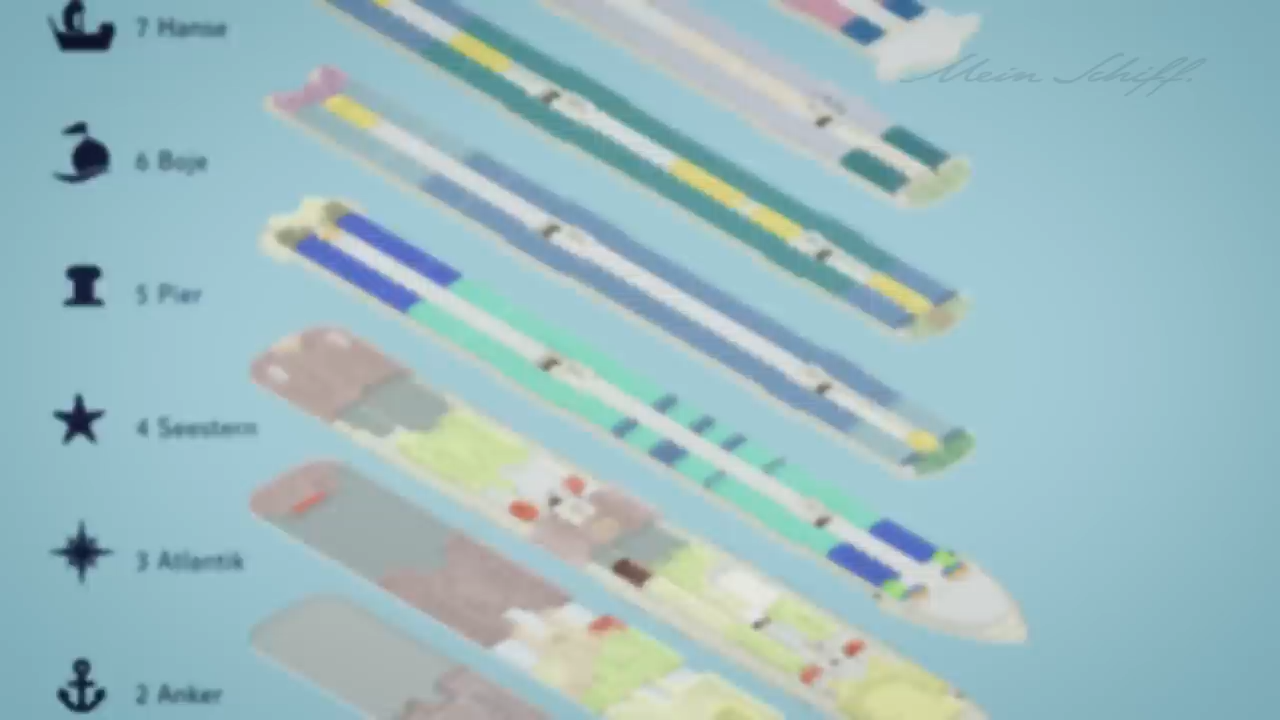 7 Hanse
Mein Schiff.
6 Boje
5 Pier
4 Seestern
3 Atlantik
2 Anker